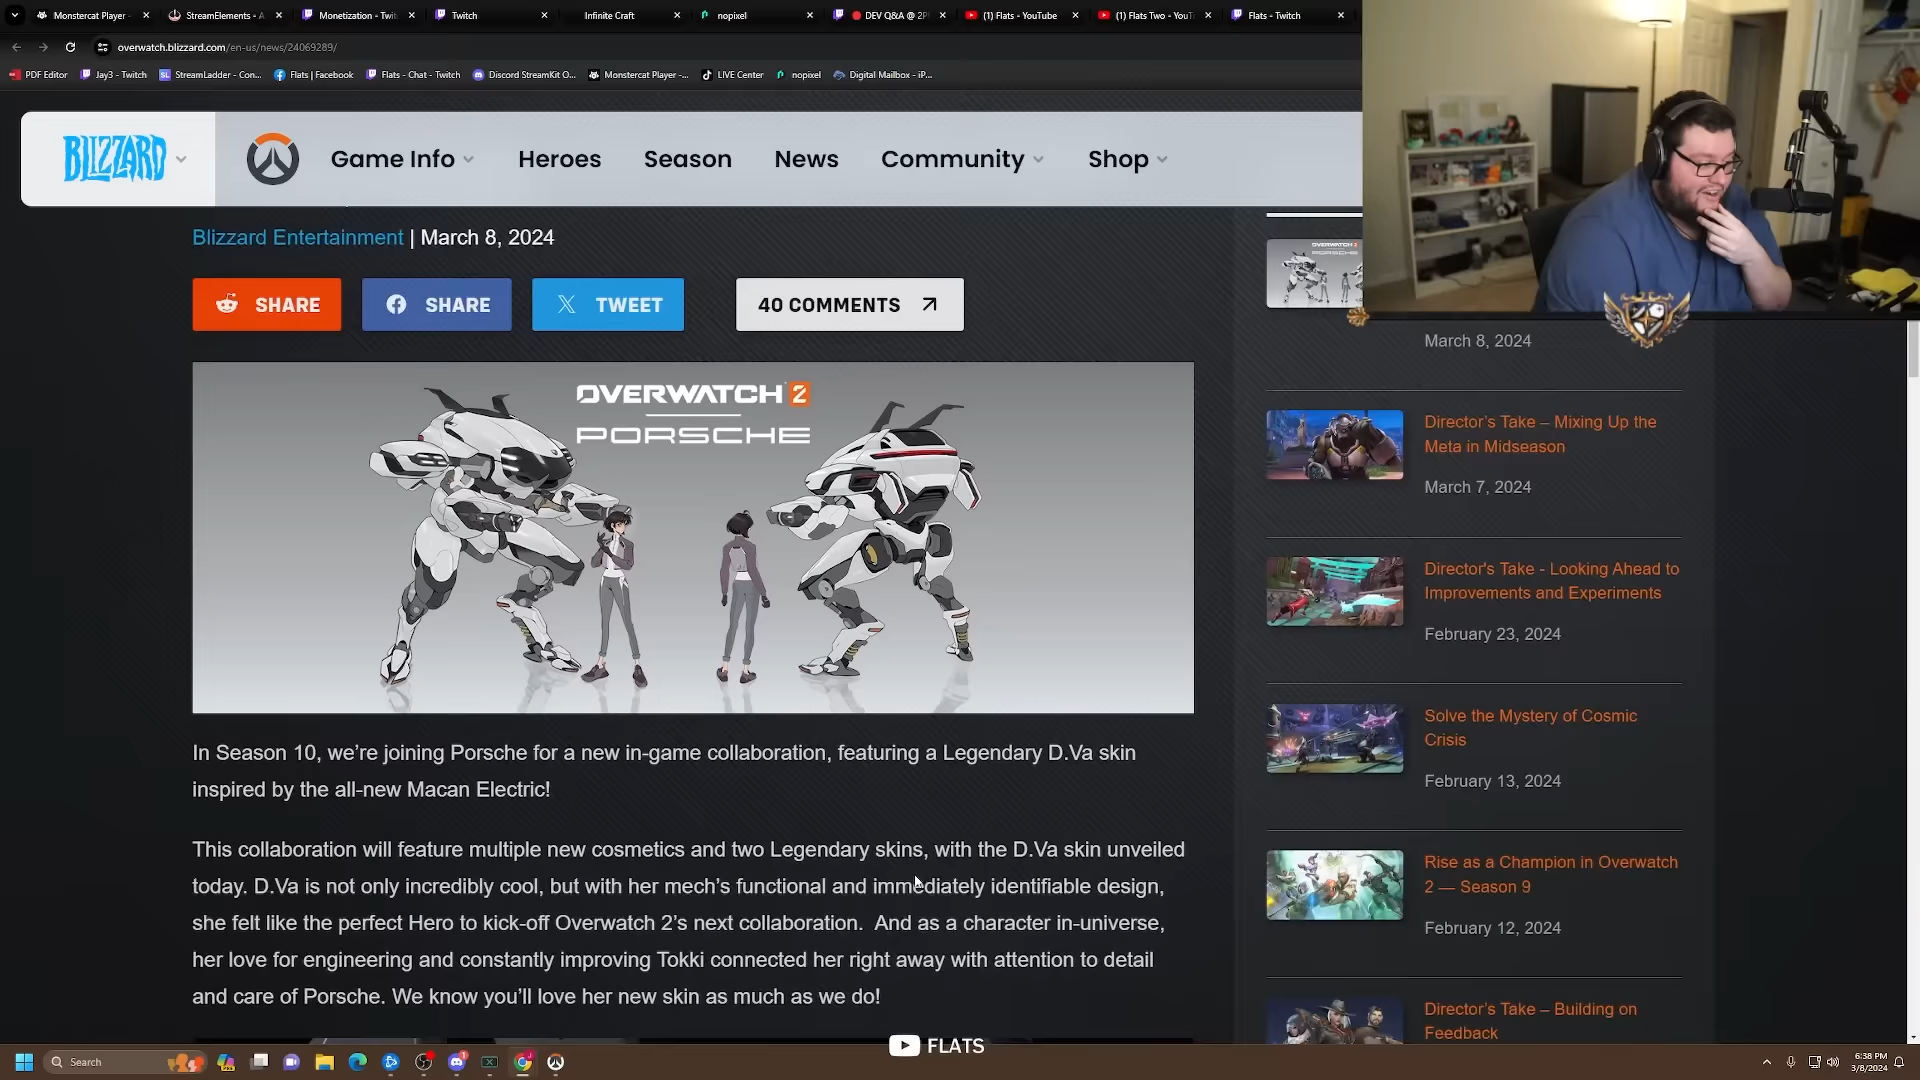 Monstercat Player -
StreamElements - A
Monetization - Twit
Twitch
Infinite Craft
nopixel
DEV Q&A @ 2P
(1) Flats - YouTube
(1) Flats Two - YouT
Flats - Twitch
overwatch.blizzard.com/en-us/news/24069289/
PDF Editor
Jay3 - Twitch
StreamLadder - Con...
Flats | Facebook
Flats - Chat - Twitch
Discord StreamKit O...
Monstercat Player -...
LIVE Center
nopixel
Digital Mailbox - iP...
BLIZZARD
Game Info
Heroes
Season
News
Community
Shop
Blizzard Entertainment | March 8, 2024
SHARE
SHARE
TWEET
40 COMMENTS
OVERWATCH 2
PORSCHE
In Season 10, we’re joining Porsche for a new in-game collaboration, featuring a Legendary D.Va skin
inspired by the all-new Macan Electric!
This collaboration will feature multiple new cosmetics and two Legendary skins, with the D.Va skin unveiled
today. D.Va is not only incredibly cool, but with her mech’s functional and immediately identifiable design,
she felt like the perfect Hero to kick-off Overwatch 2’s next collaboration. And as a character in-universe,
her love for engineering and constantly improving Tokki connected her right away with attention to detail
and care of Porsche. We know you’ll love her new skin as much as we do!
OVERWATCH 2
PORSCHE
March 8, 2024
Director’s Take – Mixing Up the
Meta in Midseason
March 7, 2024
Director's Take - Looking Ahead to
Improvements and Experiments
February 23, 2024
Solve the Mystery of Cosmic
Crisis
February 13, 2024
Rise as a Champion in Overwatch
2 — Season 9
February 12, 2024
Director’s Take – Building on
Feedback
FLATS
Search
6:38 PM
3/8/2024